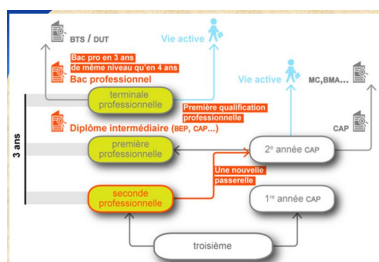 BTS / DUT
Vie active
Bac pro en 3 ans
de même niveau qu'en 4 ans
Bac professionnel
terminale
professionnelle
Première qualification
professionnelle
Vie active
MC,BMA...
Diplôme intermédiaire (BEP, CAP...)
CAP
3 ans
première
professionnelle
2e année CAP
Une nouvelle
passerelle
seconde
professionnelle
1re année CAP
troisième